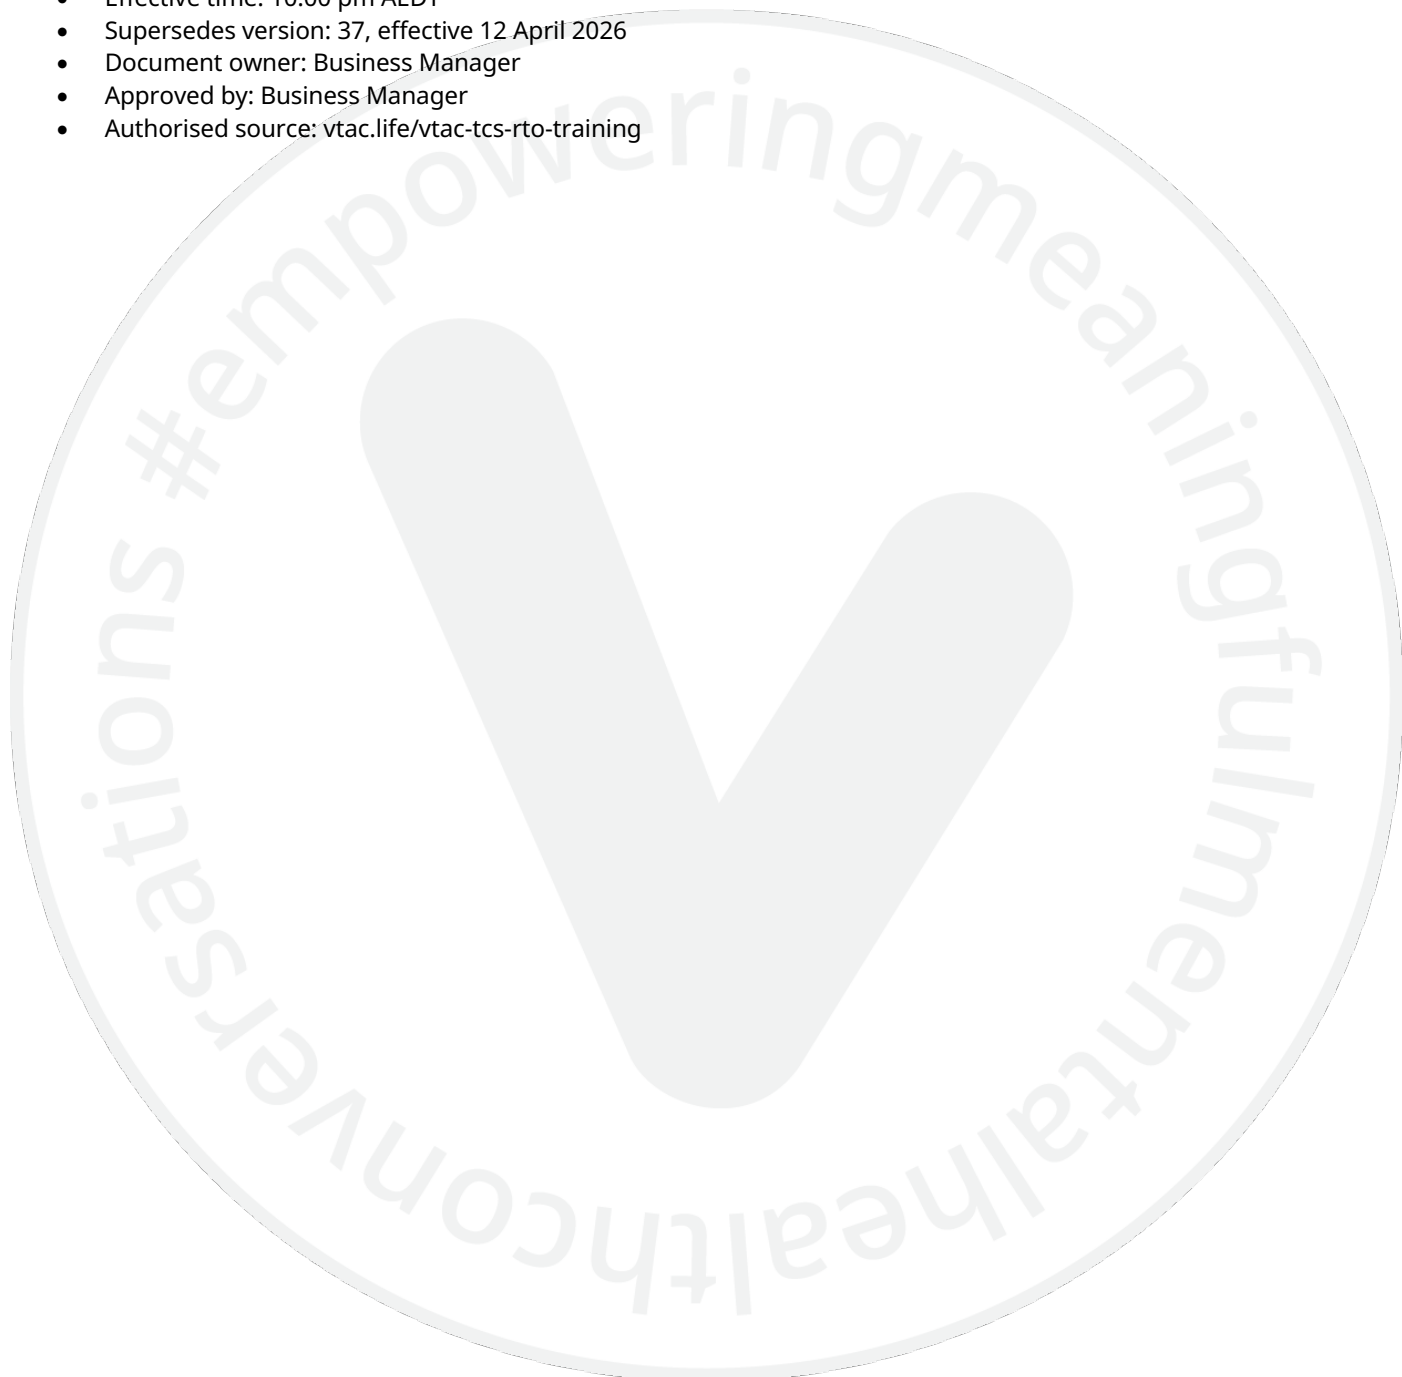 Effective time: 10:00 pm AEDT
Supersedes version: 37, effective 12 April 2026
Document owner: Business Manager
Approved by: Business Manager
Authorised source: vtac.life/vtac-tcs-rto-training
#empoweringmeaningfulmentalhealthconversations